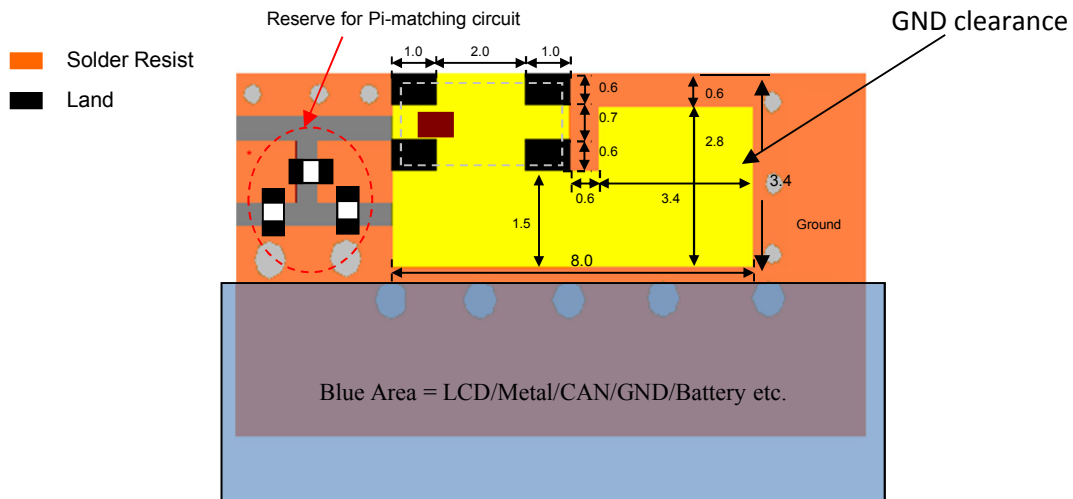 Reserve for Pi-matching circuit
GND clearance
Solder Resist
Land
1.0
2.0
1.0
0.6
0.6
0.7
2.8
0.6
3.4
0.6
3.4
1.5
Ground
8.0
Blue Area = LCD/Metal/CAN/GND/Battery etc.